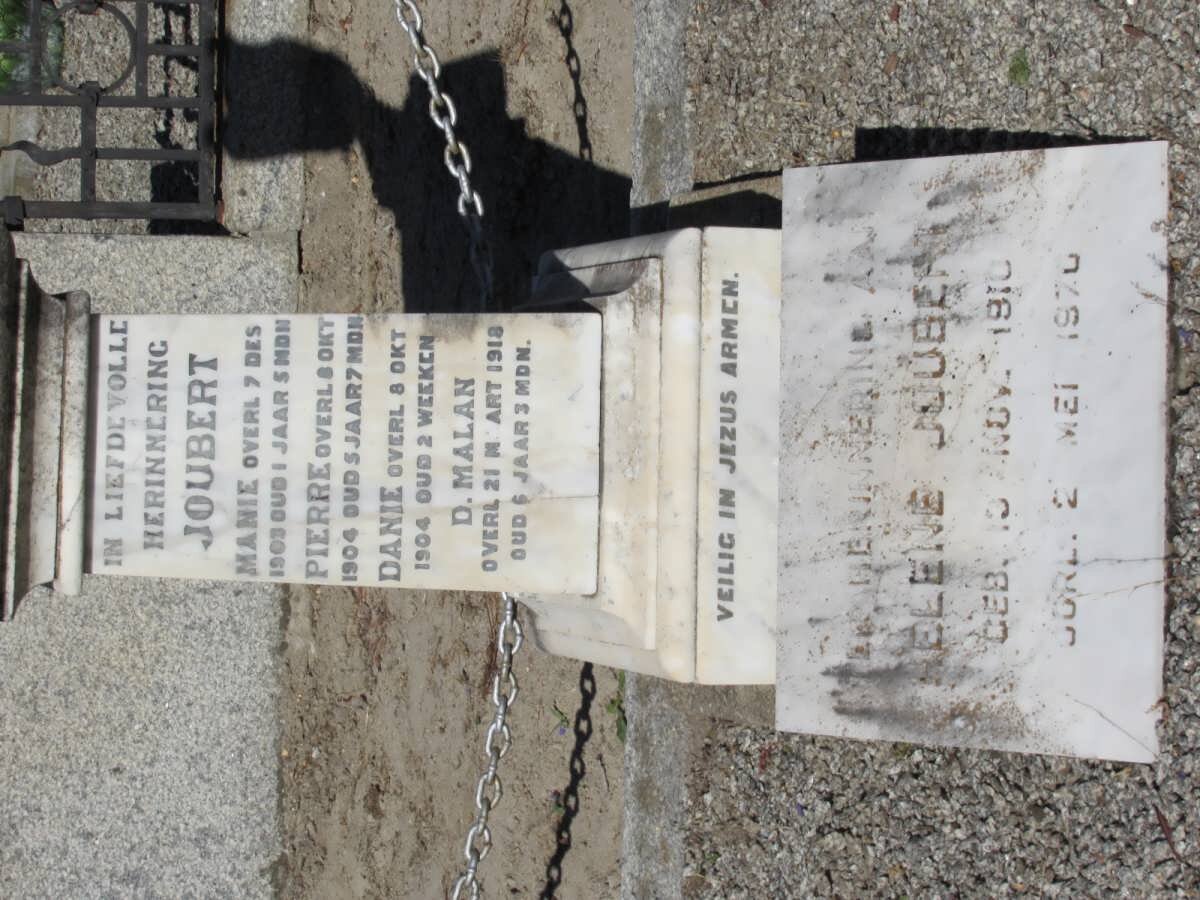 IN LIEFDEVOLLE
HERINNERING
JOUBERT
MANIE OVERL 7 DES
1903 OUD 1 JAAR 5 MDN
PIERRE OVERL 8 OKT
1904 OUD 5 JAAR 7 MDN
DANIE OVERL 8 OKT
1904 OUD 2 WEEKEN
D. MALAN
OVERL 21 MAART 1918
OUD 6 JAAR 3 MDN.
VEILIG IN JEZUS ARMEN.
HERINNERING AAN
HELENE JOUBERT
GEB. NOV. 1910
OORL. 2 MEI 1970